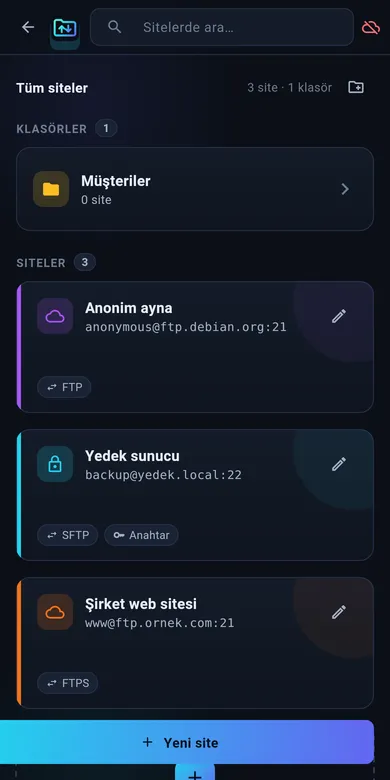 Sitelerde ara…
Tüm siteler
3 site · 1 klasör
KLASÖRLER 1
Müşteriler
0 site
SITELER 3
Anonim ayna
anonymous@ftp.debian.org:21
FTP
Yedek sunucu
backup@yedek.local:22
SFTP Anahtar
Şirket web sitesi
www@ftp.ornek.com:21
FTPS
+ Yeni site